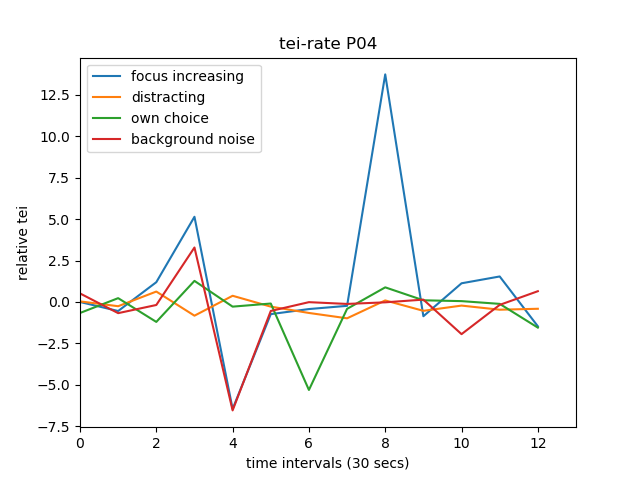 tei-rate P04
focus increasing
distracting
own choice
background noise
relative tei
12.5
10.0
7.5
5.0
2.5
0.0
−2.5
−5.0
−7.5
0 2 4 6 8 10 12
time intervals (30 secs)